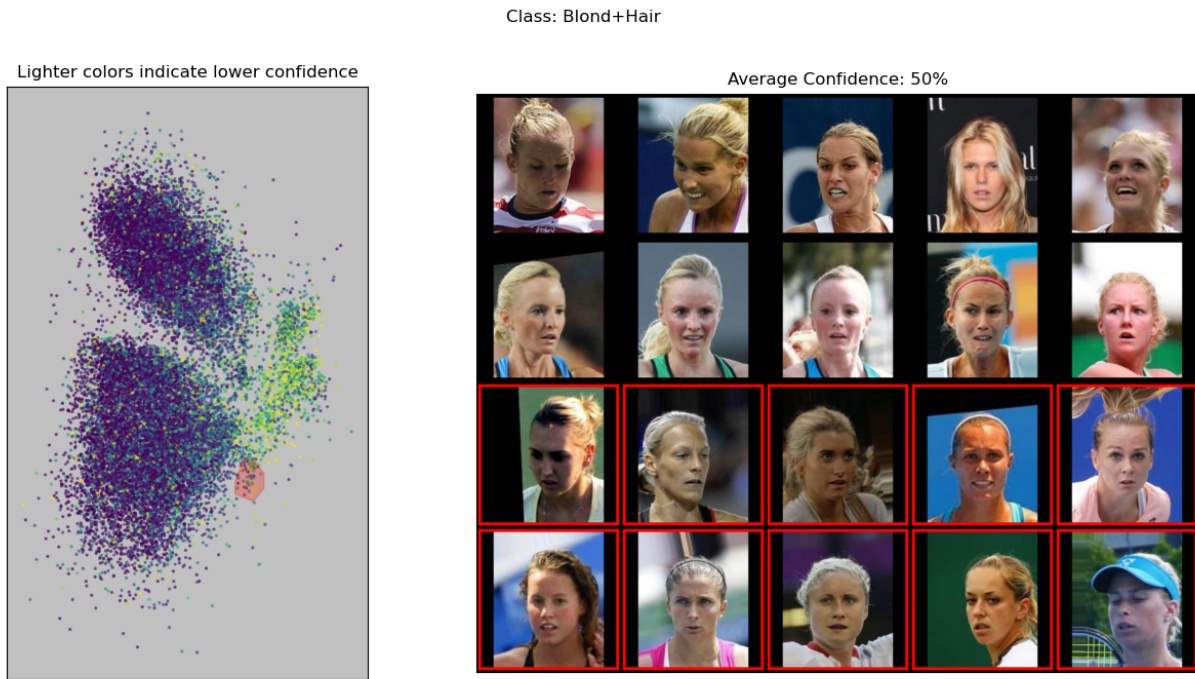 Class: Blond+Hair
Lighter colors indicate lower confidence
Average Confidence: 50%